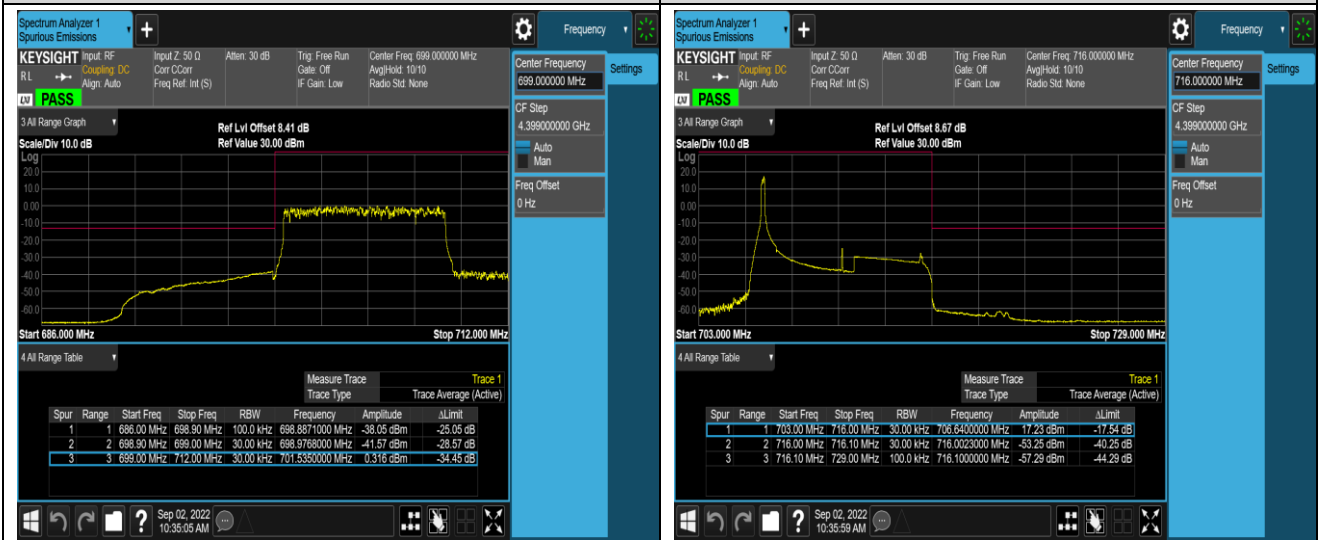 Spectrum Analyzer 1
Spurious Emissions
+
Frequency
KEYSIGHT
RL
Input: RF
Coupling: DC
Align: Auto
Input Z: 50 Ω
Corr CCorr
Freq Ref: Int (S)
Atten: 30 dB
Trig: Free Run
Gate: Off
IF Gain: Low
Center Freq: 699.000000 MHz
Avg|Hold: 10/10
Radio Std: None
LXI
PASS
Center Frequency
699.000000 MHz
Settings
CF Step
4.399000000 GHz
Auto
Man
Freq Offset
0 Hz
3 All Range Graph
Ref Lvl Offset 8.41 dB
Scale/Div 10.0 dB
Ref Value 30.00 dBm
Log
20.0
10.0
0.00
-10.0
-20.0
-30.0
-40.0
-50.0
-60.0
Start 686.000 MHz
Stop 712.000 MHz
4 All Range Table
Measure Trace Trace 1
Trace Type Trace Average (Active)
Spur Range Start Freq Stop Freq RBW Frequency Amplitude ΔLimit
1 1 686.00 MHz 698.90 MHz 100.0 kHz 698.8871000 MHz -38.05 dBm -25.05 dB
2 2 698.90 MHz 699.00 MHz 30.00 kHz 698.9768000 MHz -41.57 dBm -28.57 dB
3 3 699.00 MHz 712.00 MHz 30.00 kHz 701.5350000 MHz 0.316 dBm -34.45 dB
?
Sep 02, 2022
10:35:05 AM
Spectrum Analyzer 1
Spurious Emissions
+
Frequency
KEYSIGHT
RL
Input: RF
Coupling: DC
Align: Auto
Input Z: 50 Ω
Corr CCorr
Freq Ref: Int (S)
Atten: 30 dB
Trig: Free Run
Gate: Off
IF Gain: Low
Center Freq: 716.000000 MHz
Avg|Hold: 10/10
Radio Std: None
LXI
PASS
Center Frequency
716.000000 MHz
Settings
CF Step
4.399000000 GHz
Auto
Man
Freq Offset
0 Hz
3 All Range Graph
Ref Lvl Offset 8.67 dB
Scale/Div 10.0 dB
Ref Value 30.00 dBm
Log
20.0
10.0
0.00
-10.0
-20.0
-30.0
-40.0
-50.0
-60.0
Start 703.000 MHz
Stop 729.000 MHz
4 All Range Table
Measure Trace Trace 1
Trace Type Trace Average (Active)
Spur Range Start Freq Stop Freq RBW Frequency Amplitude ΔLimit
1 1 703.00 MHz 716.00 MHz 30.00 kHz 706.6400000 MHz 17.23 dBm -17.54 dB
2 2 716.00 MHz 716.10 MHz 30.00 kHz 716.0023000 MHz -53.25 dBm -40.25 dB
3 3 716.10 MHz 729.00 MHz 100.0 kHz 716.1000000 MHz -57.29 dBm -44.29 dB
?
Sep 02, 2022
10:35:59 AM